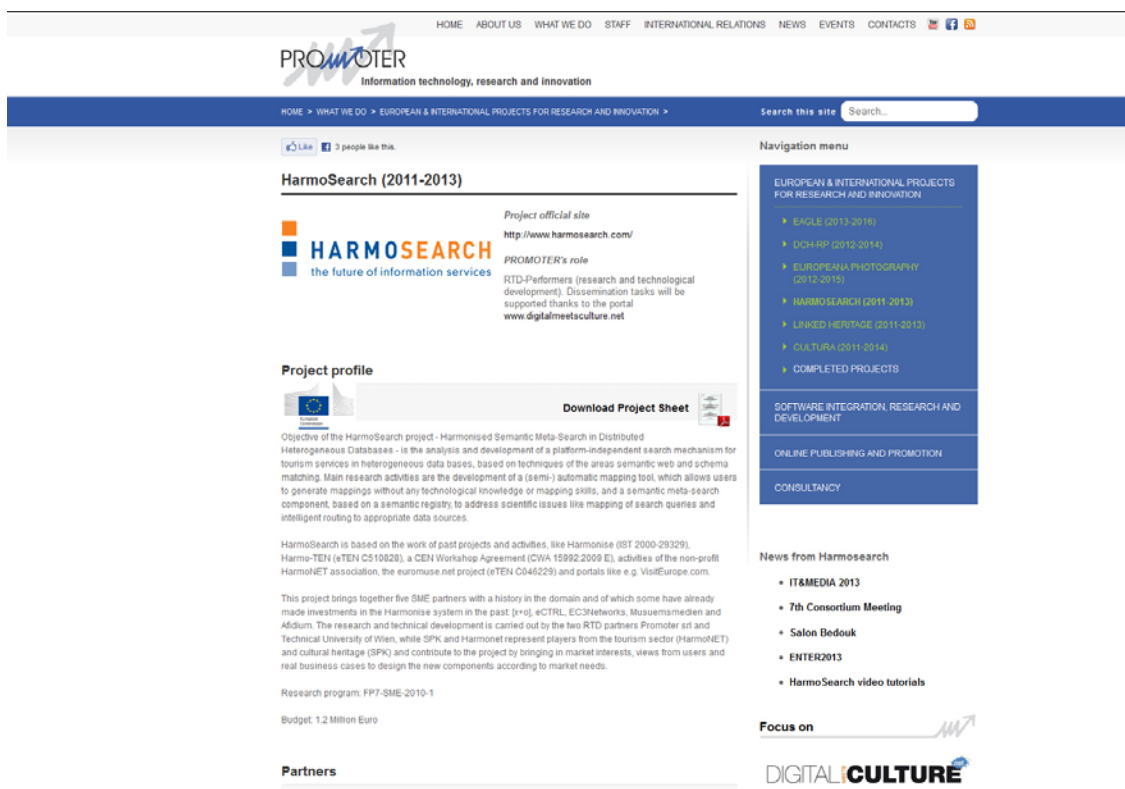 HOME ABOUT US WHAT WE DO STAFF INTERNATIONAL RELATIONS NEWS EVENTS CONTACTS
PROMOTER
Information technology, research and innovation
HOME > WHAT WE DO > EUROPEAN & INTERNATIONAL PROJECTS FOR RESEARCH AND INNOVATION >
Search this site Search...
Like 3 people like this.
HarmoSearch (2011-2013)
HARMOSEARCH
the future of information services
Project official site
http://www.harmosearch.com/
PROMOTER's role
RTD-Performers (research and technological
development). Dissemination tasks will be
supported thanks to the portal
www.digitalmeetsculture.net
Project profile
European
Commission
Download Project Sheet
Objective of the HarmoSearch project - Harmonised Semantic Meta-Search in Distributed
Heterogeneous Databases - is the analysis and development of a platform-independent search mechanism for
tourism services in heterogeneous data bases, based on techniques of the areas semantic web and schema
matching. Main research activities are the development of a (semi-) automatic mapping tool, which allows users
to generate mappings without any technological knowledge or mapping skills, and a semantic meta-search
component, based on a semantic registry, to address scientific issues like mapping of search queries and
intelligent routing to appropriate data sources.
HarmoSearch is based on the work of past projects and activities, like Harmonise (IST 2000-29329),
Harmo-TEN (eTEN C510828), a CEN Workshop Agreement (CWA 15992:2009 E), activities of the non-profit
HarmoNET association, the euromuse.net project (eTEN C046229) and portals like e.g. VisitEurope.com.
This project brings together five SME partners with a history in the domain and of which some have already
made investments in the Harmonise system in the past: [x+o], eCTRL, EC3Networks, Musuemsmedien and
Afidium. The research and technical development is carried out by the two RTD partners Promoter srl and
Technical University of Wien, while SPK and Harmonet represent players from the tourism sector (HarmoNET)
and cultural heritage (SPK) and contribute to the project by bringing in market interests, views from users and
real business cases to design the new components according to market needs.
Research program: FP7-SME-2010-1
Budget: 1.2 Million Euro
Partners
Navigation menu
EUROPEAN & INTERNATIONAL PROJECTS
FOR RESEARCH AND INNOVATION
EAGLE (2013-2016)
DCH-RP (2012-2014)
EUROPEANA PHOTOGRAPHY
(2012-2015)
HARMOSEARCH (2011-2013)
LINKED HERITAGE (2011-2013)
CULTURA (2011-2014)
COMPLETED PROJECTS
SOFTWARE INTEGRATION, RESEARCH AND
DEVELOPMENT
ONLINE PUBLISHING AND PROMOTION
CONSULTANCY
News from Harmosearch
IT&MEDIA 2013
7th Consortium Meeting
Salon Bedouk
ENTER2013
HarmoSearch video tutorials
Focus on
DIGITAL MEETS CULTURE .net